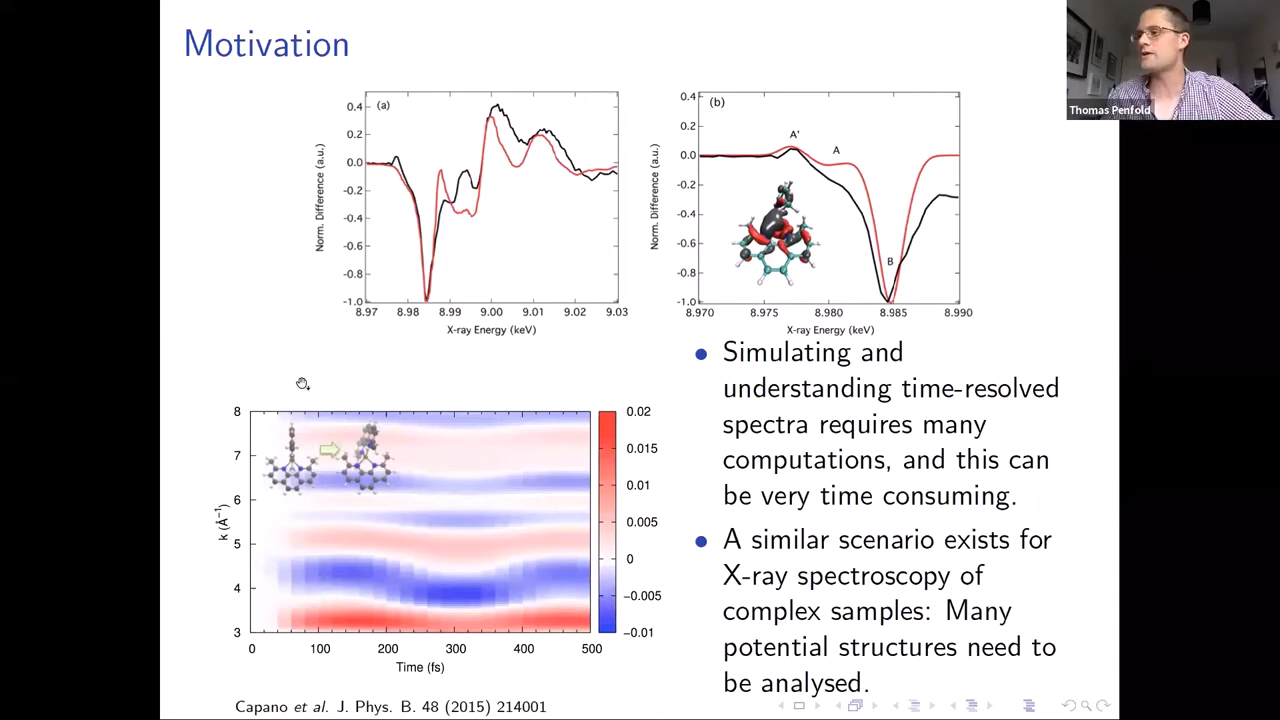 Motivation
Thomas Penfold
(a)
0.4
0.2
0.0
-0.2
-0.4
-0.6
-0.8
-1.0
Norm. Difference (a.u.)
8.97 8.98 8.99 9.00 9.01 9.02 9.03
X-ray Energy (keV)
(b)
0.4
0.2
0.0
-0.2
-0.4
-0.6
-0.8
-1.0
Norm. Difference (a.u.)
A'
A
B
8.970 8.975 8.980 8.985 8.990
X-ray Energy (keV)
8
7
6
5
4
3
k (Å⁻¹)
0 100 200 300 400 500
Time (fs)
0.02
0.015
0.01
0.005
0
−0.005
−0.01
Capano et al. J. Phys. B. 48 (2015) 214001
• Simulating and
understanding time-resolved
spectra requires many
computations, and this can
be very time consuming.
• A similar scenario exists for
X-ray spectroscopy of
complex samples: Many
potential structures need to
be analysed.